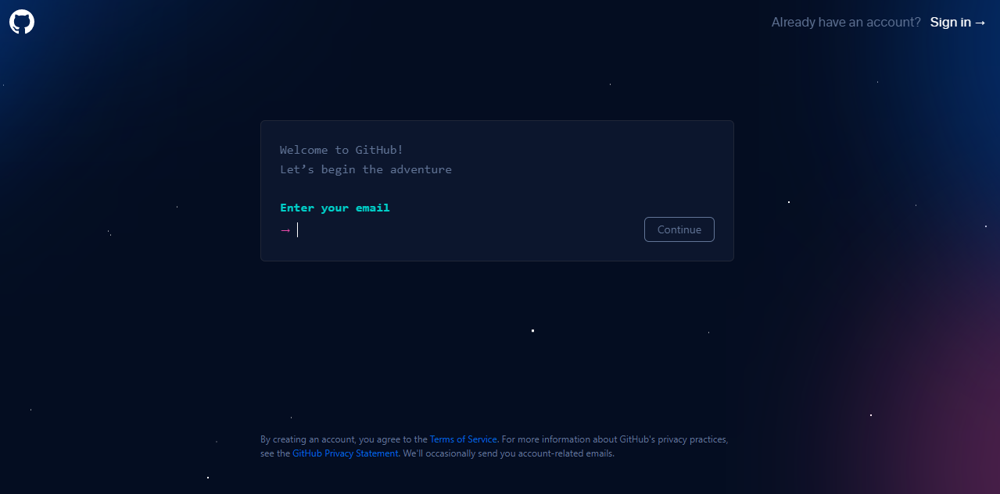 Already have an account? Sign in →
Welcome to GitHub!
Let’s begin the adventure
Enter your email
→
Continue
By creating an account, you agree to the Terms of Service. For more information about GitHub's privacy practices,
see the GitHub Privacy Statement. We'll occasionally send you account-related emails.